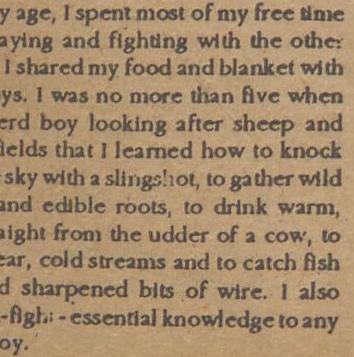 y age, I spent most of my free time
aying and fighting with the other
I shared my food and blanket with
ys. I was no more than five when
erd boy looking after sheep and
ields that I learned how to knock
sky with a slingshot, to gather wild
and edible roots, to drink warm,
aight from the udder of a cow, to
ear, cold streams and to catch fish
d sharpened bits of wire. I also
-fight - essential knowledge to any
oy.